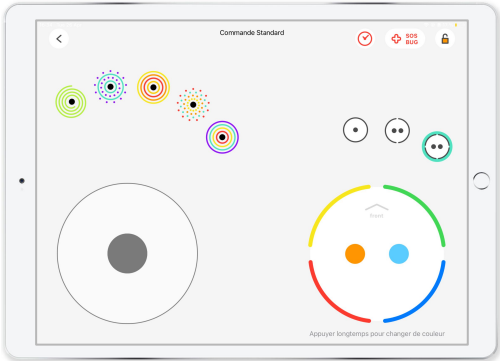 Commande Standard
SOS
BUG
Appuyer longtemps pour changer de couleur